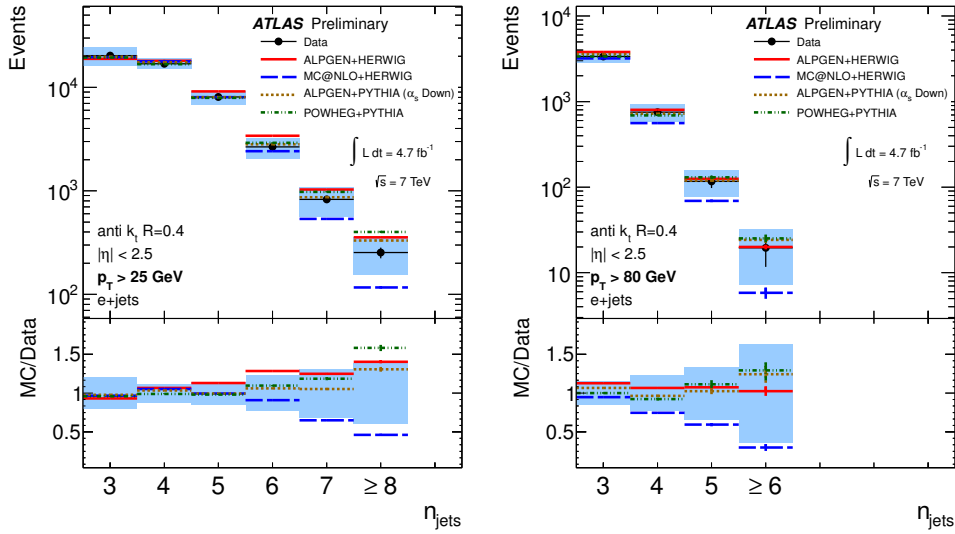 ATLAS Preliminary
Data
ALPGEN+HERWIG
MC@NLO+HERWIG
ALPGEN+PYTHIA (αs Down)
POWHEG+PYTHIA
∫ L dt = 4.7 fb-1
√s = 7 TeV
anti kt R=0.4
|η| < 2.5
pT > 25 GeV
e+jets
Events
10^4
10^3
10^2
MC/Data
1.5
1
0.5
3 4 5 6 7 ≥ 8
njets
ATLAS Preliminary
Data
ALPGEN+HERWIG
MC@NLO+HERWIG
ALPGEN+PYTHIA (αs Down)
POWHEG+PYTHIA
∫ L dt = 4.7 fb-1
√s = 7 TeV
anti kt R=0.4
|η| < 2.5
pT > 80 GeV
e+jets
Events
10^4
10^3
10^2
10
MC/Data
1.5
1
0.5
3 4 5 ≥ 6
njets